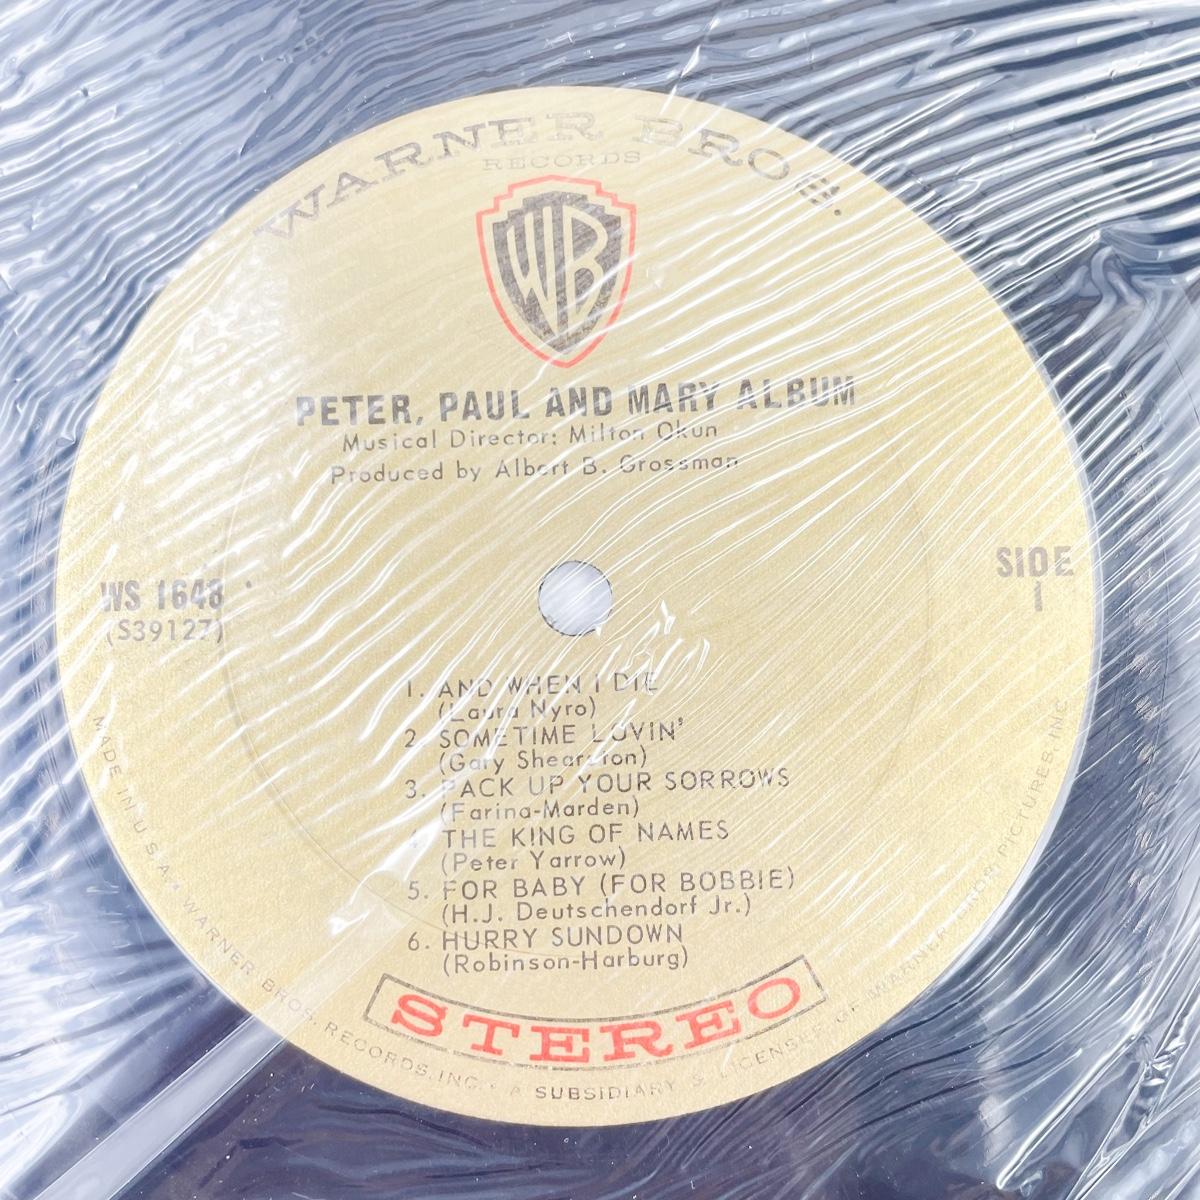 WARNER BROS.
RECORDS
WB
PETER, PAUL AND MARY ALBUM
Musical Director: Milton Okun
Produced by Albert B. Grossman
WS 1648
(S39127)
SIDE
1
1. AND WHEN I DIE
(Laura Nyro)
2. SOMETIME LOVIN'
(Gary Shearston)
3. PACK UP YOUR SORROWS
(Farina-Marden)
4. THE KING OF NAMES
(Peter Yarrow)
5. FOR BABY (FOR BOBBIE)
(H.J. Deutschendorf Jr.)
6. HURRY SUNDOWN
(Robinson-Harburg)
STEREO
MADE IN U.S.A. • WARNER BROS. RECORDS, INC. • A SUBSIDIARY & LICENSEE OF WARNER BROS. PICTURES, INC.